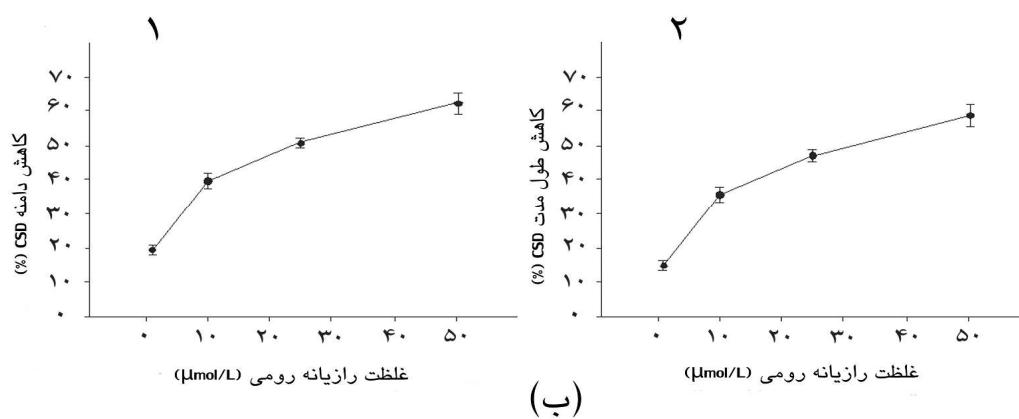 ۱
کاهش دامنه CSD (%)
۷۰
۶۰
۵۰
۴۰
۳۰
۲۰
۱۰
۰
۰ ۱۰ ۲۰ ۳۰ ۴۰ ۵۰
غلظت رازیانه رومی (µmol/L)
۲
کاهش طول مدت CSD (%)
۷۰
۶۰
۵۰
۴۰
۳۰
۲۰
۱۰
۰
۰ ۱۰ ۲۰ ۳۰ ۴۰ ۵۰
غلظت رازیانه رومی (µmol/L)
(ب)